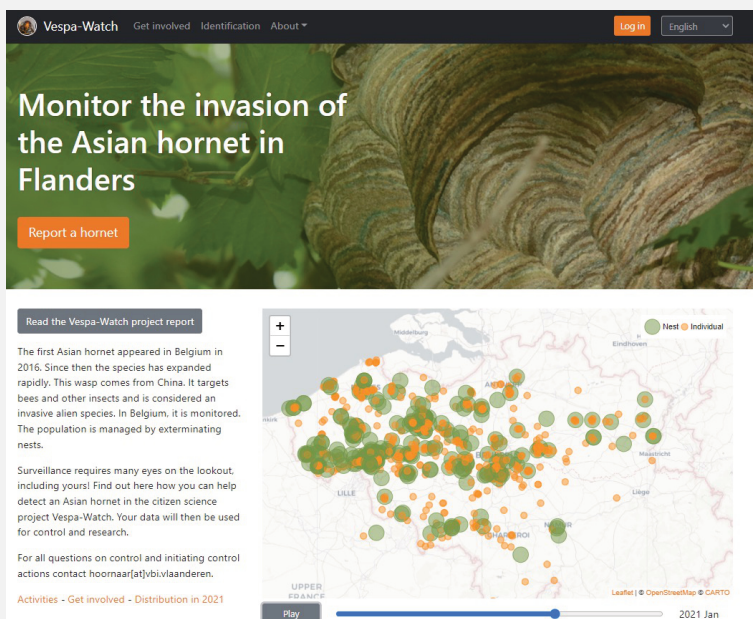 Vespa-Watch Get involved Identification About Log in English
Monitor the invasion of
the Asian hornet in
Flanders
Report a hornet
Read the Vespa-Watch project report
The first Asian hornet appeared in Belgium in
2016. Since then the species has expanded
rapidly. This wasp comes from China. It targets
bees and other insects and is considered an
invasive alien species. In Belgium, it is monitored.
The population is managed by exterminating
nests.
Surveillance requires many eyes on the lookout,
including yours! Find out here how you can help
detect an Asian hornet in the citizen science
project Vespa-Watch. Your data will then be used
for control and research.
For all questions on control and initiating control
actions contact hoornaar[at]vbi.vlaanderen.
Activities - Get involved - Distribution in 2021
+
−
Nest Individual
Middelburg
Eindhoven
Maastricht
LILLE
Liège
UPPER
FRANCE
Leaflet | © OpenStreetMap © CARTO
Play 2021 Jan